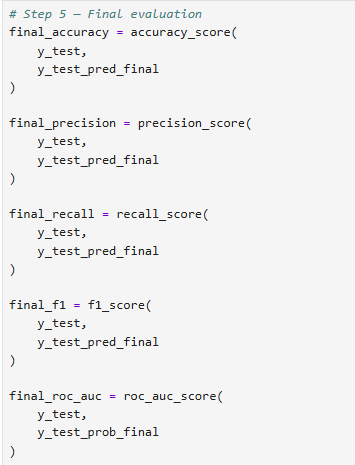 # Step 5 — Final evaluation
final_accuracy = accuracy_score(
    y_test,
    y_test_pred_final
)

final_precision = precision_score(
    y_test,
    y_test_pred_final
)

final_recall = recall_score(
    y_test,
    y_test_pred_final
)

final_f1 = f1_score(
    y_test,
    y_test_pred_final
)

final_roc_auc = roc_auc_score(
    y_test,
    y_test_prob_final
)